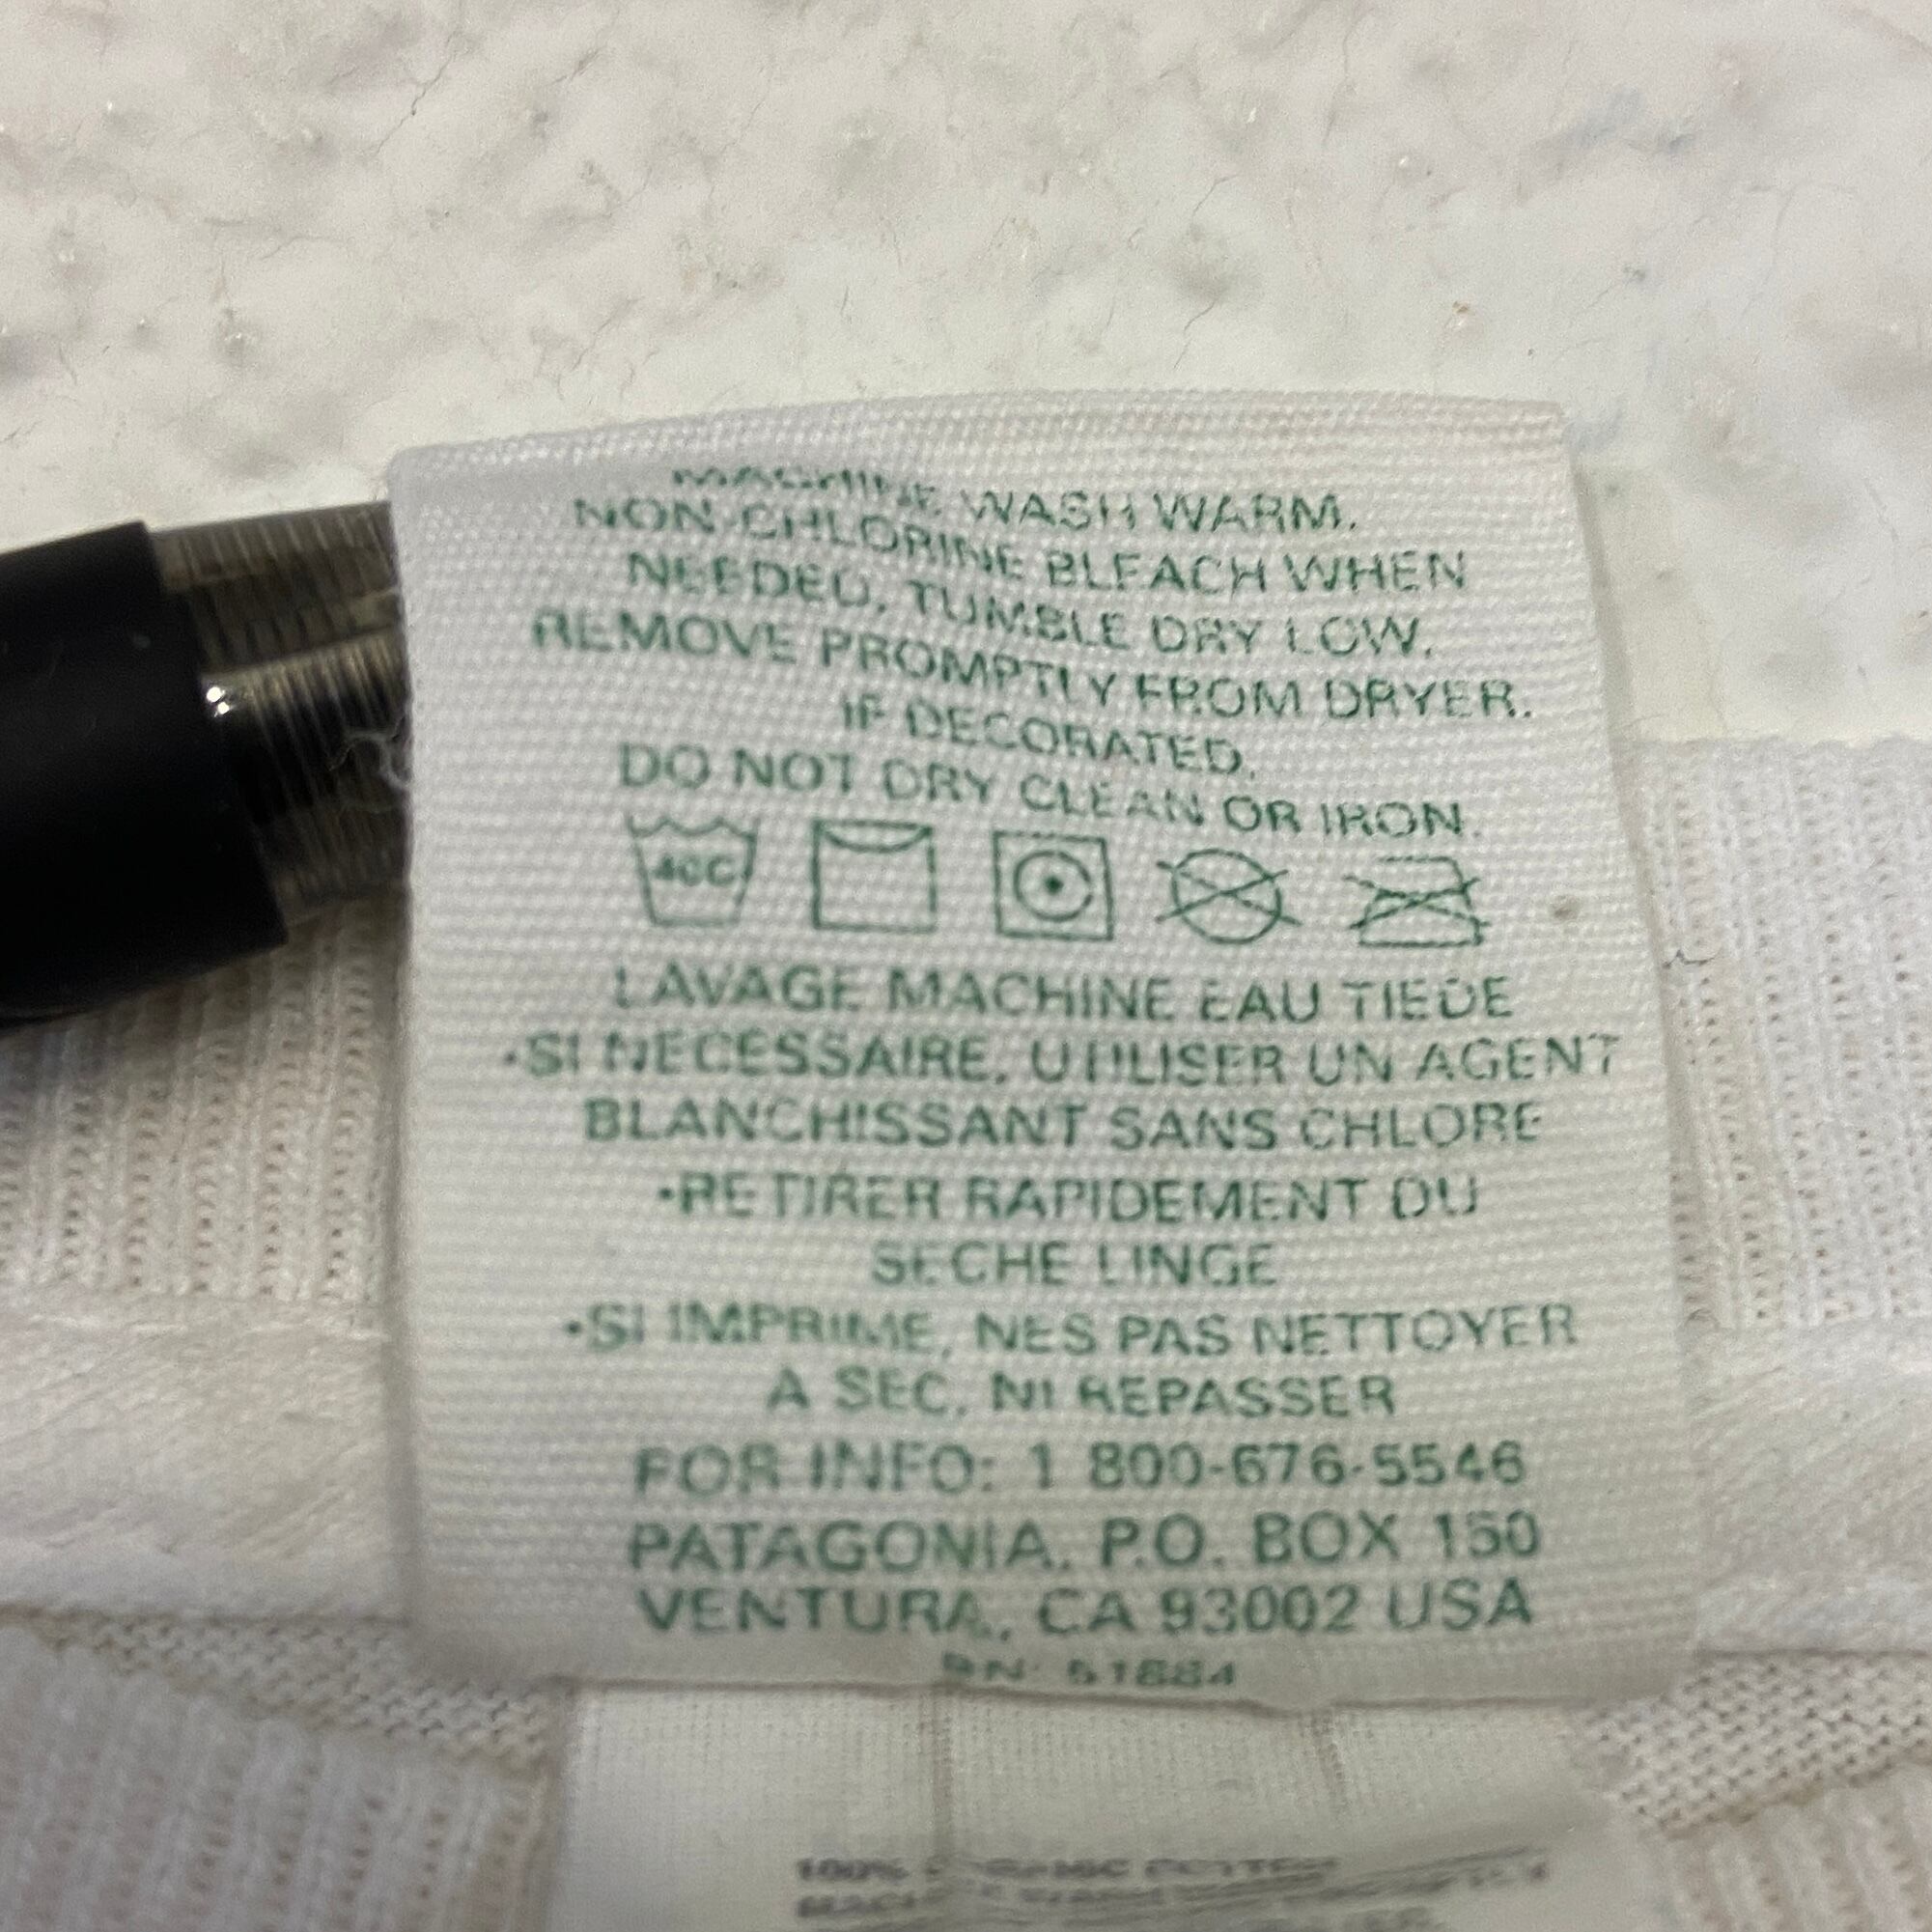 MACHINE WASH WARM.
NON-CHLORINE BLEACH WHEN
NEEDED, TUMBLE DRY LOW.
REMOVE PROMPTLY FROM DRYER.
IF DECORATED,
DO NOT DRY CLEAN OR IRON.
40C
LAVAGE MACHINE EAU TIEDE
•SI NECESSAIRE, UTILISER UN AGENT
BLANCHISSANT SANS CHLORE
•RETIRER RAPIDEMENT DU
SECHE LINGE
•SI IMPRIME, NES PAS NETTOYER
A SEC, NI REPASSER
FOR INFO: 1 800-676-5546
PATAGONIA, P.O. BOX 150
VENTURA, CA 93002 USA
RN: 51884
100% ORGANIC COTTON